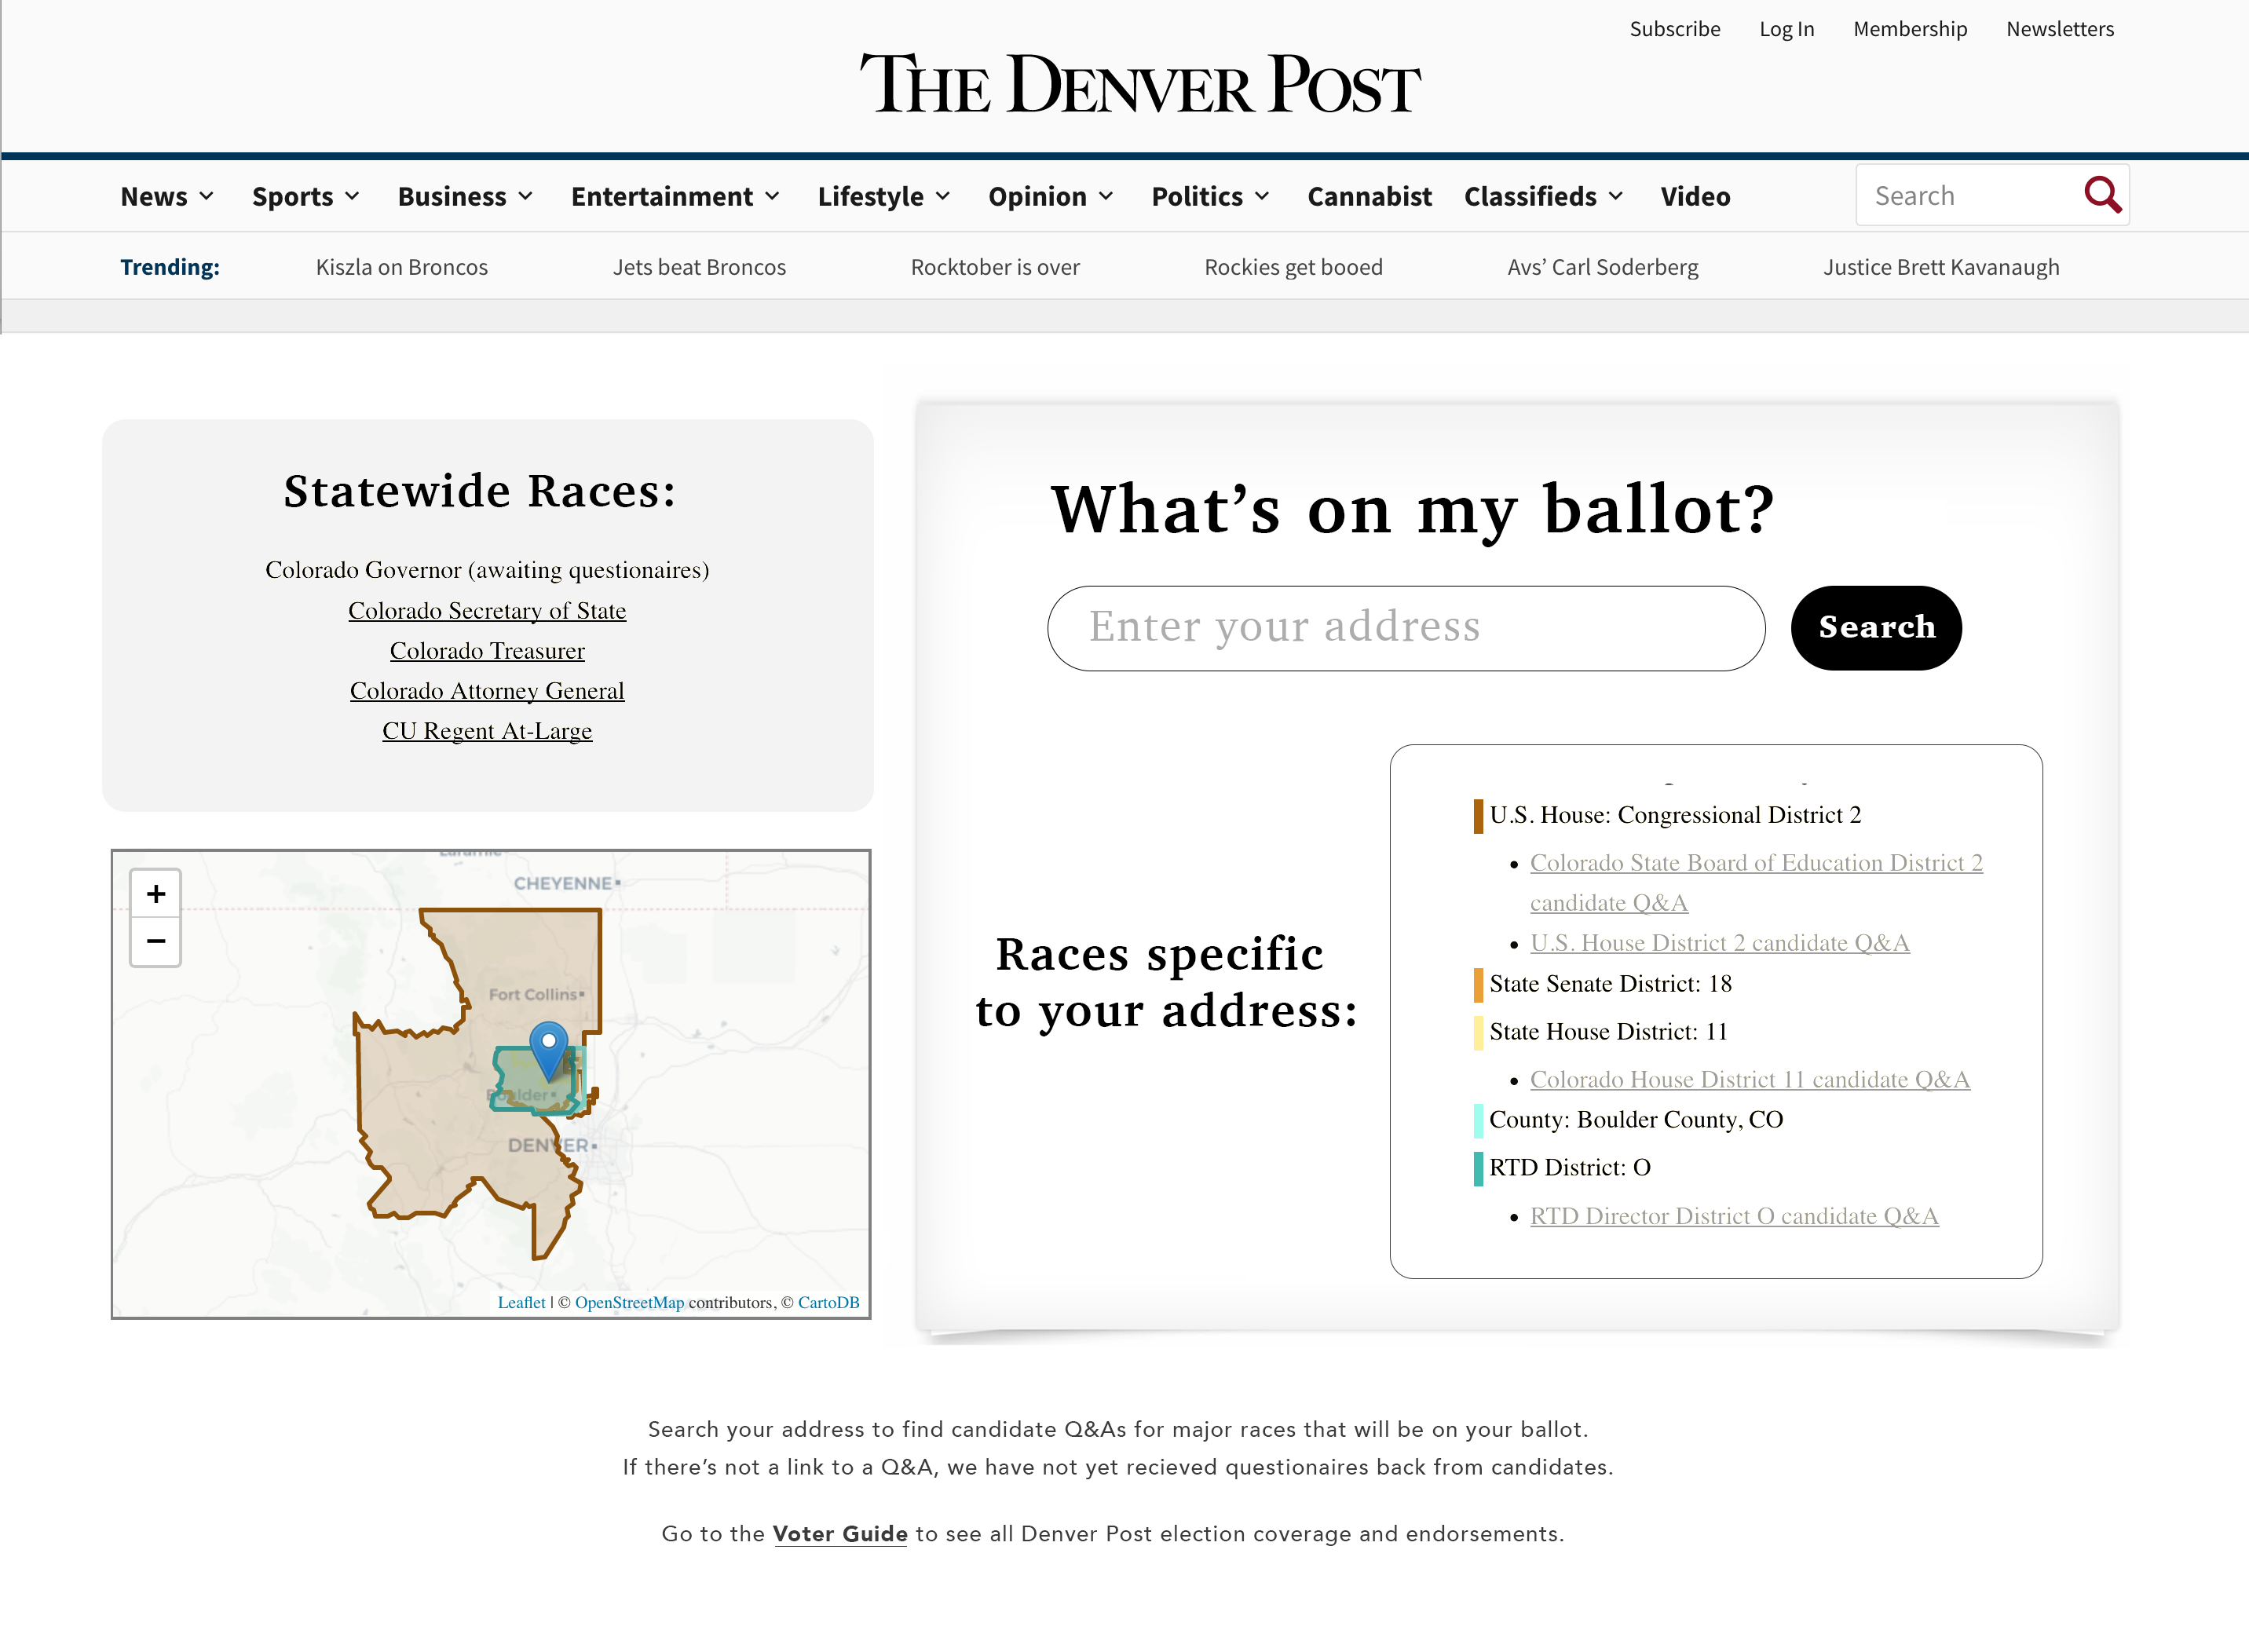 Subscribe Log In Membership Newsletters
THE DENVER POST
News Sports Business Entertainment Lifestyle Opinion Politics Cannabist Classifieds Video Search
Trending: Kiszla on Broncos Jets beat Broncos Rocktober is over Rockies get booed Avs’ Carl Soderberg Justice Brett Kavanaugh
Statewide Races:
Colorado Governor (awaiting questionaires)
Colorado Secretary of State
Colorado Treasurer
Colorado Attorney General
CU Regent At-Large
+
−
Laramie
CHEYENNE
Fort Collins
Boulder
DENVER
Leaflet | © OpenStreetMap contributors, © CartoDB
What’s on my ballot?
Enter your address
Search
Races specific
to your address:
U.S. House: Congressional District 2
• Colorado State Board of Education District 2
candidate Q&A
• U.S. House District 2 candidate Q&A
State Senate District: 18
State House District: 11
• Colorado House District 11 candidate Q&A
County: Boulder County, CO
RTD District: O
• RTD Director District O candidate Q&A
Search your address to find candidate Q&As for major races that will be on your ballot.
If there’s not a link to a Q&A, we have not yet recieved questionaires back from candidates.
Go to the Voter Guide to see all Denver Post election coverage and endorsements.